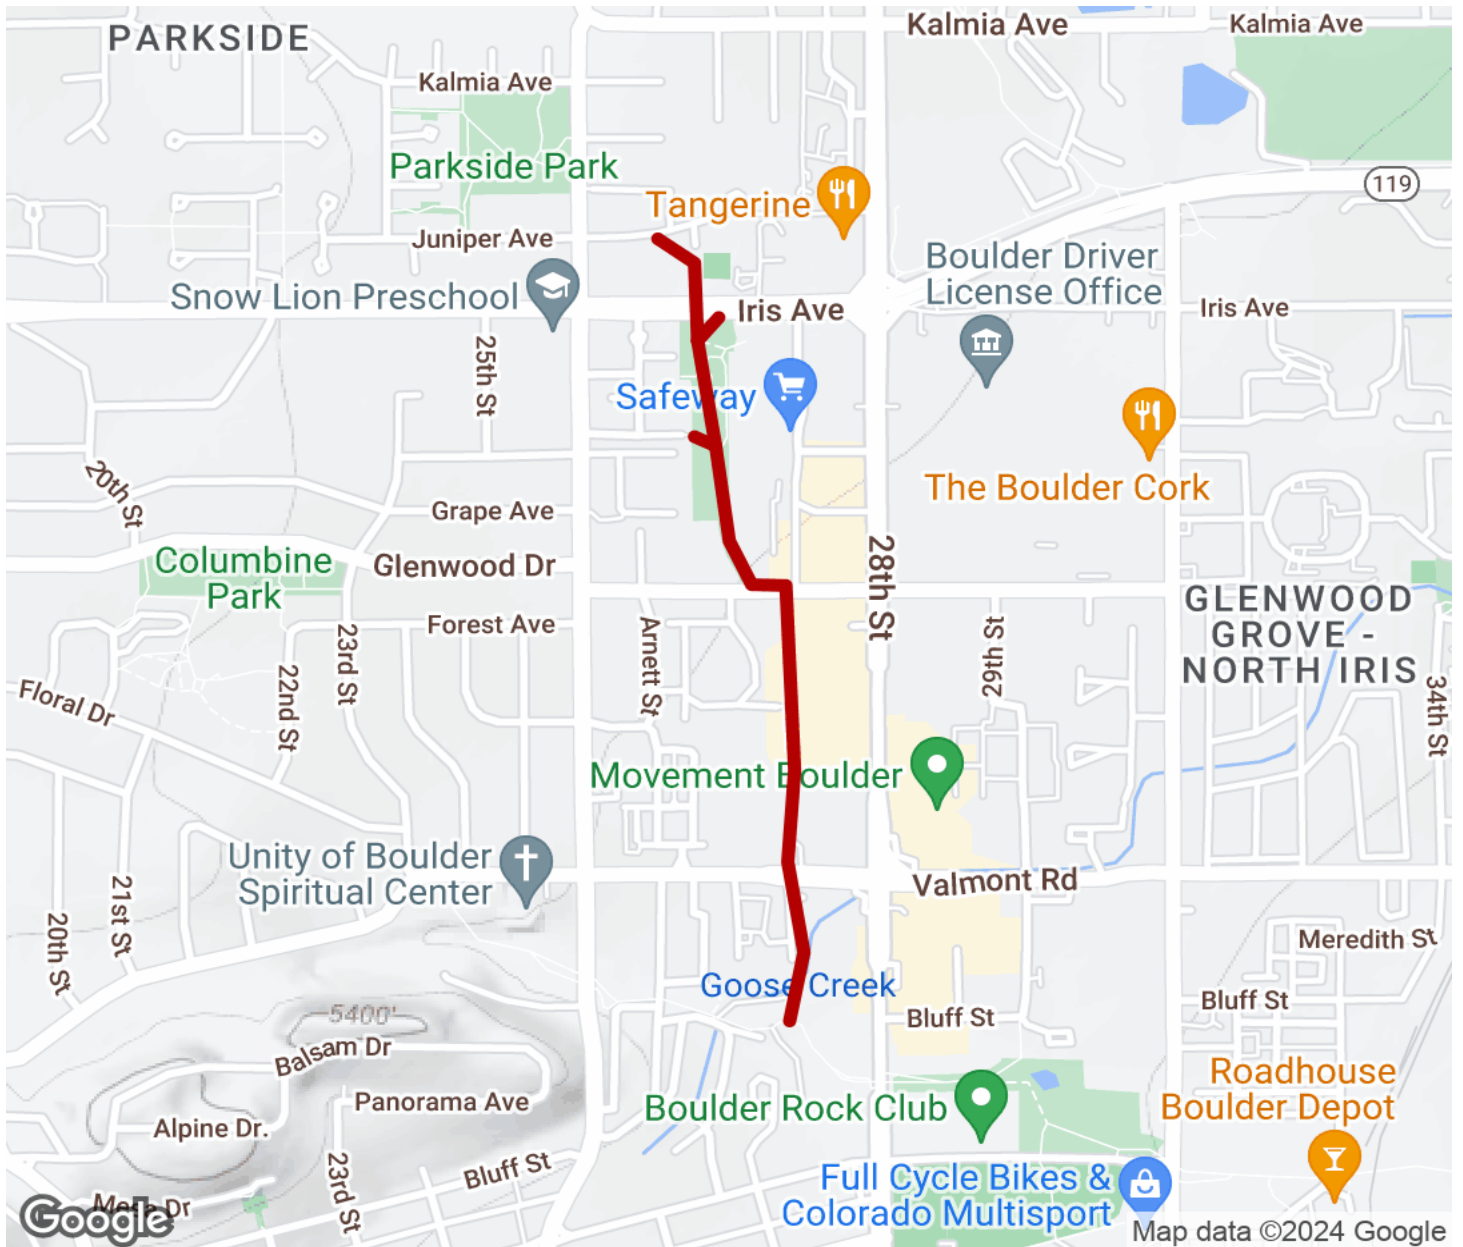 PARKSIDE
Kalmia Ave
Kalmia Ave
Kalmia Ave
Parkside Park
119
Tangerine
Juniper Ave
Boulder Driver
License Office
Snow Lion Preschool
Iris Ave
Iris Ave
25th St
Safeway
20th St
The Boulder Cork
Grape Ave
Columbine
Park
Glenwood Dr
28th St
GLENWOOD
GROVE -
NORTH IRIS
Forest Ave
23rd St
Arnett St
29th St
22nd St
Floral Dr
34th St
Movement Boulder
Unity of Boulder
Spiritual Center
Valmont Rd
21st St
20th St
Meredith St
Goose Creek
Bluff St
Bluff St
5400'
Balsam Dr
Roadhouse
Boulder Depot
Panorama Ave
Boulder Rock Club
Alpine Dr.
23rd St
Bluff St
Full Cycle Bikes &
Colorado Multisport
Mesa Dr
Google
Map data ©2024 Google